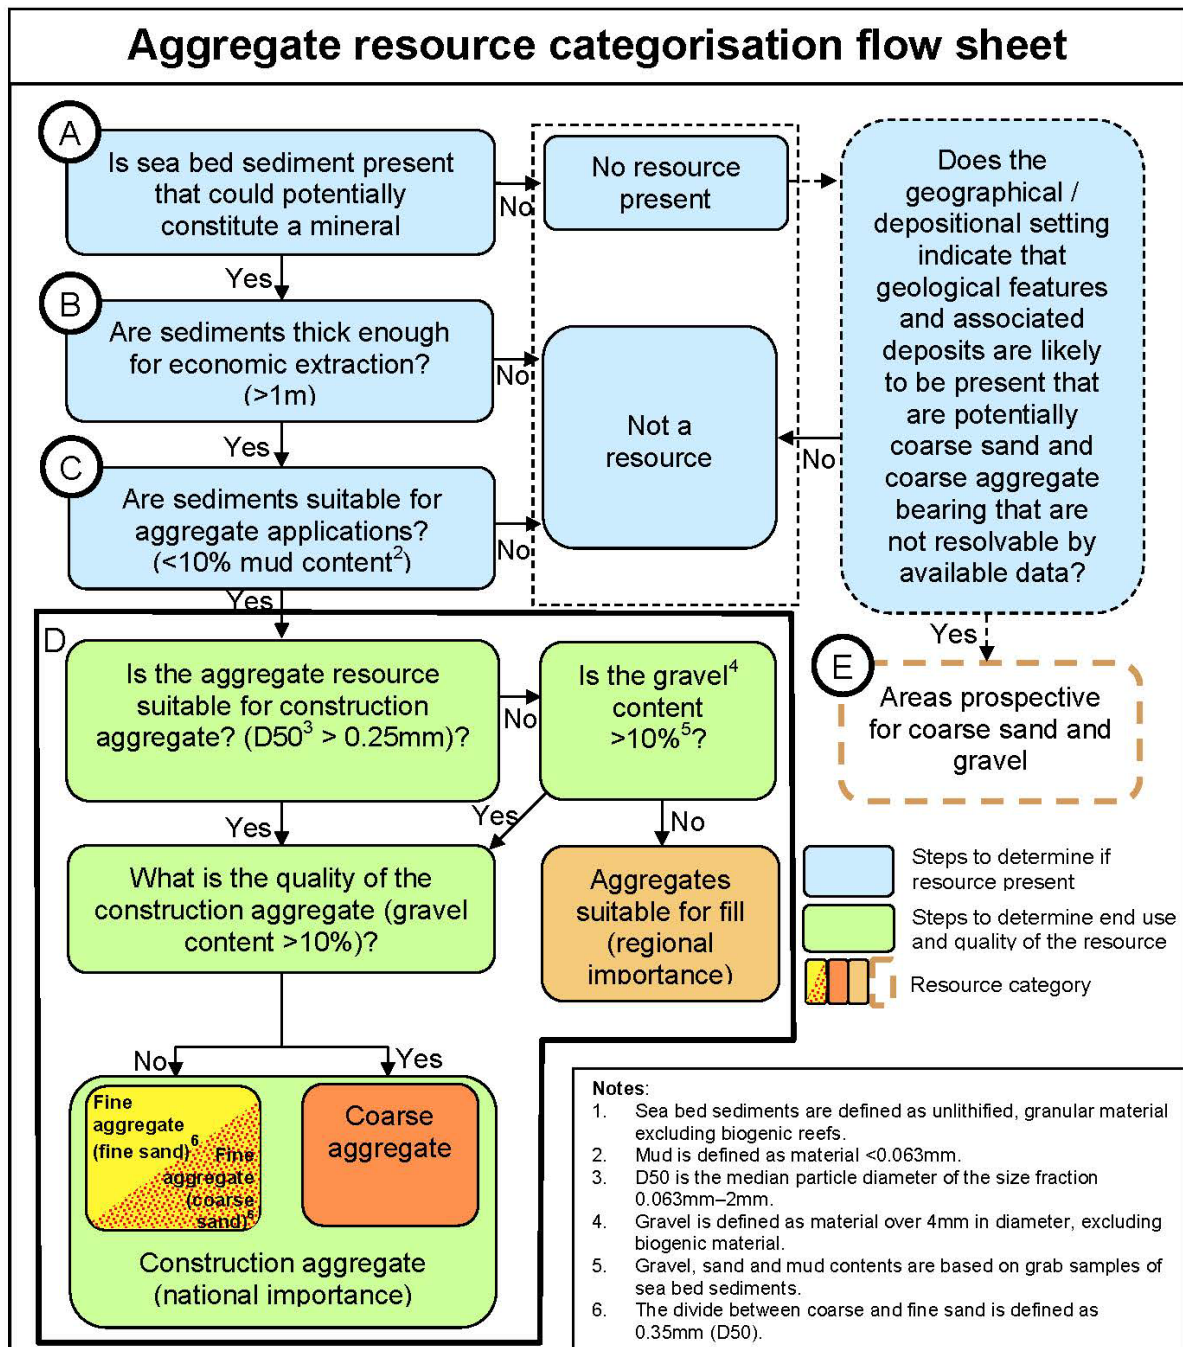 Aggregate resource categorisation flow sheet
A
Is sea bed sediment present
that could potentially
constitute a mineral
No
No resource
present
Does the
geographical /
depositional setting
indicate that
geological features
and associated
deposits are likely
to be present that
are potentially
coarse sand and
coarse aggregate
bearing that are
not resolvable by
available data?
Yes
B
Are sediments thick enough
for economic extraction?
(>1m)
No
Not a
resource
No
Yes
C
Are sediments suitable for
aggregate applications?
(<10% mud content²)
No
Yes
Yes
E
Areas prospective
for coarse sand and
gravel
D
Is the aggregate resource
suitable for construction
aggregate? (D50³ > 0.25mm)?
No
Is the gravel⁴
content
>10%⁵?
Yes
Yes
No
What is the quality of the
construction aggregate (gravel
content >10%)?
Aggregates
suitable for fill
(regional
importance)
Steps to determine if
resource present
Steps to determine end use
and quality of the resource
Resource category
No
Yes
Fine
aggregate
(fine sand)⁶
Fine
aggregate
(coarse
sand)⁶
Coarse
aggregate
Construction aggregate
(national importance)
Notes:
1. Sea bed sediments are defined as unlithified, granular material
excluding biogenic reefs.
2. Mud is defined as material <0.063mm.
3. D50 is the median particle diameter of the size fraction
0.063mm–2mm.
4. Gravel is defined as material over 4mm in diameter, excluding
biogenic material.
5. Gravel, sand and mud contents are based on grab samples of
sea bed sediments.
6. The divide between coarse and fine sand is defined as
0.35mm (D50).